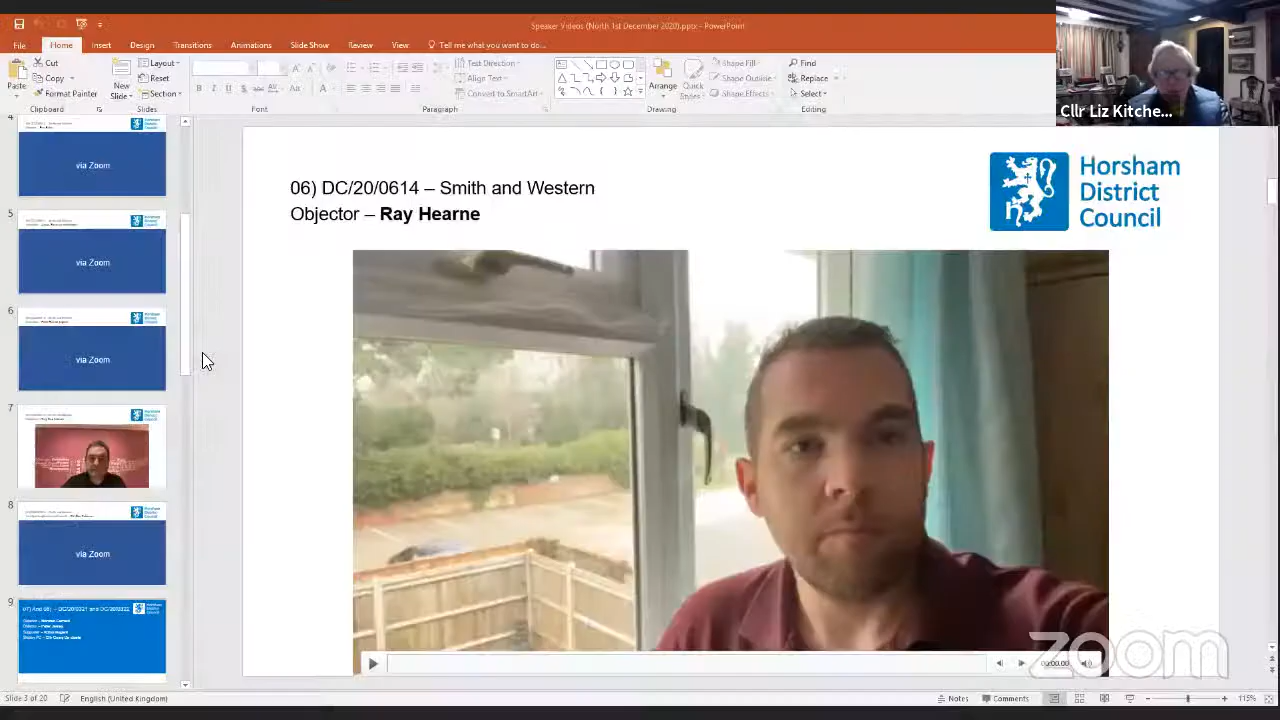 Speaker Videos (North 1st December 2020).pptx - PowerPoint
File Home Insert Design Transitions Animations Slide Show Review View Tell me what you want to do...
Cut
Copy
Format Painter
Paste
Clipboard
New Slide
Layout
Reset
Section
Slides
Font
Text Direction
Align Text
Convert to SmartArt
Paragraph
Arrange
Quick Styles
Shape Fill
Shape Outline
Shape Effects
Drawing
Find
Replace
Select
Editing
Cllr Liz Kitche...
4
via Zoom
5
via Zoom
6
via Zoom
7
8
via Zoom
9
06) DC/20/0614 – Smith and Western
Objector – Ray Hearne
Horsham
District
Council
00:00.00
zoom
Slide 3 of 20 English (United Kingdom) Notes Comments 115%